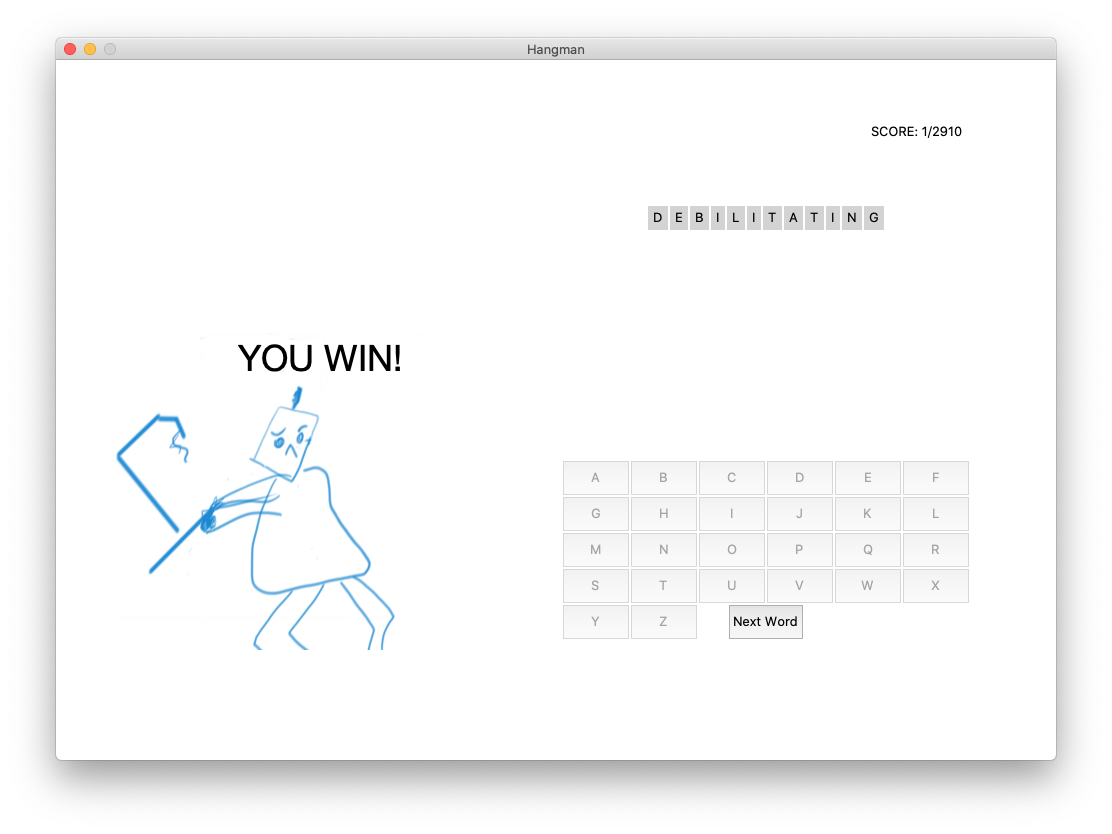 Hangman
SCORE: 1/2910
D E B I L I T A T I N G
YOU WIN!
A B C D E F
G H I J K L
M N O P Q R
S T U V W X
Y Z Next Word